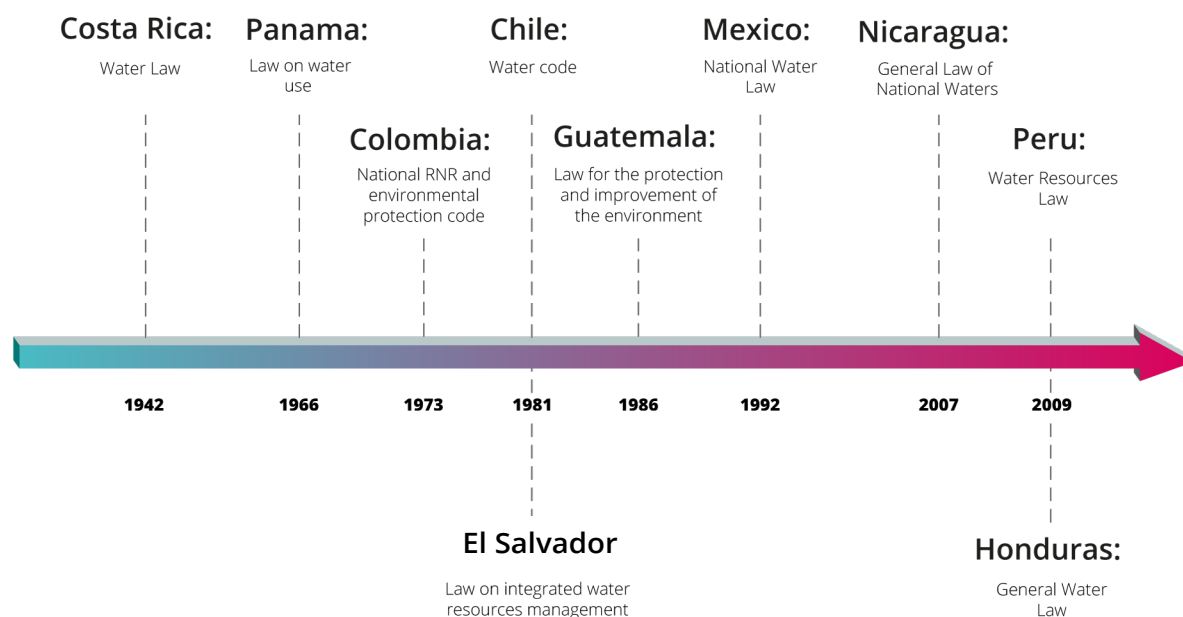 Costa Rica:
Water Law
Panama:
Law on water
use
Chile:
Water code
Mexico:
National Water
Law
Nicaragua:
General Law of
National Waters
Colombia:
National RNR and
environmental
protection code
Guatemala:
Law for the protection
and improvement of
the environment
Peru:
Water Resources
Law
1942
1966
1973
1981
1986
1992
2007
2009
El Salvador
Law on integrated water
resources management
Honduras:
General Water
Law